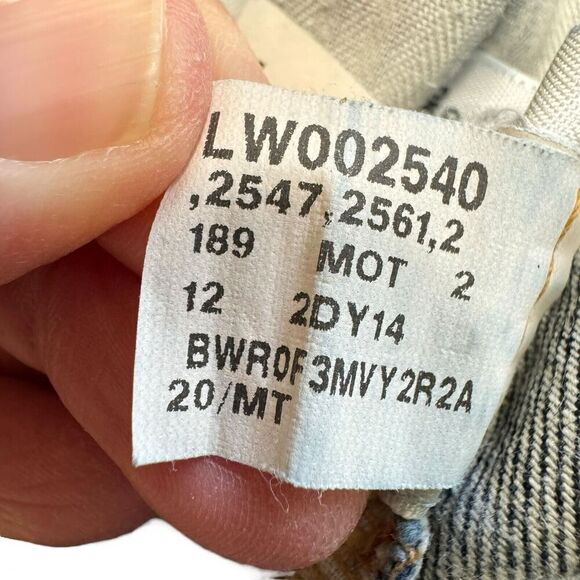 LW002540
,2547,2561,2
189 MOT 2
12 2DY14
BWR0F3MVY2R2A
20/MT